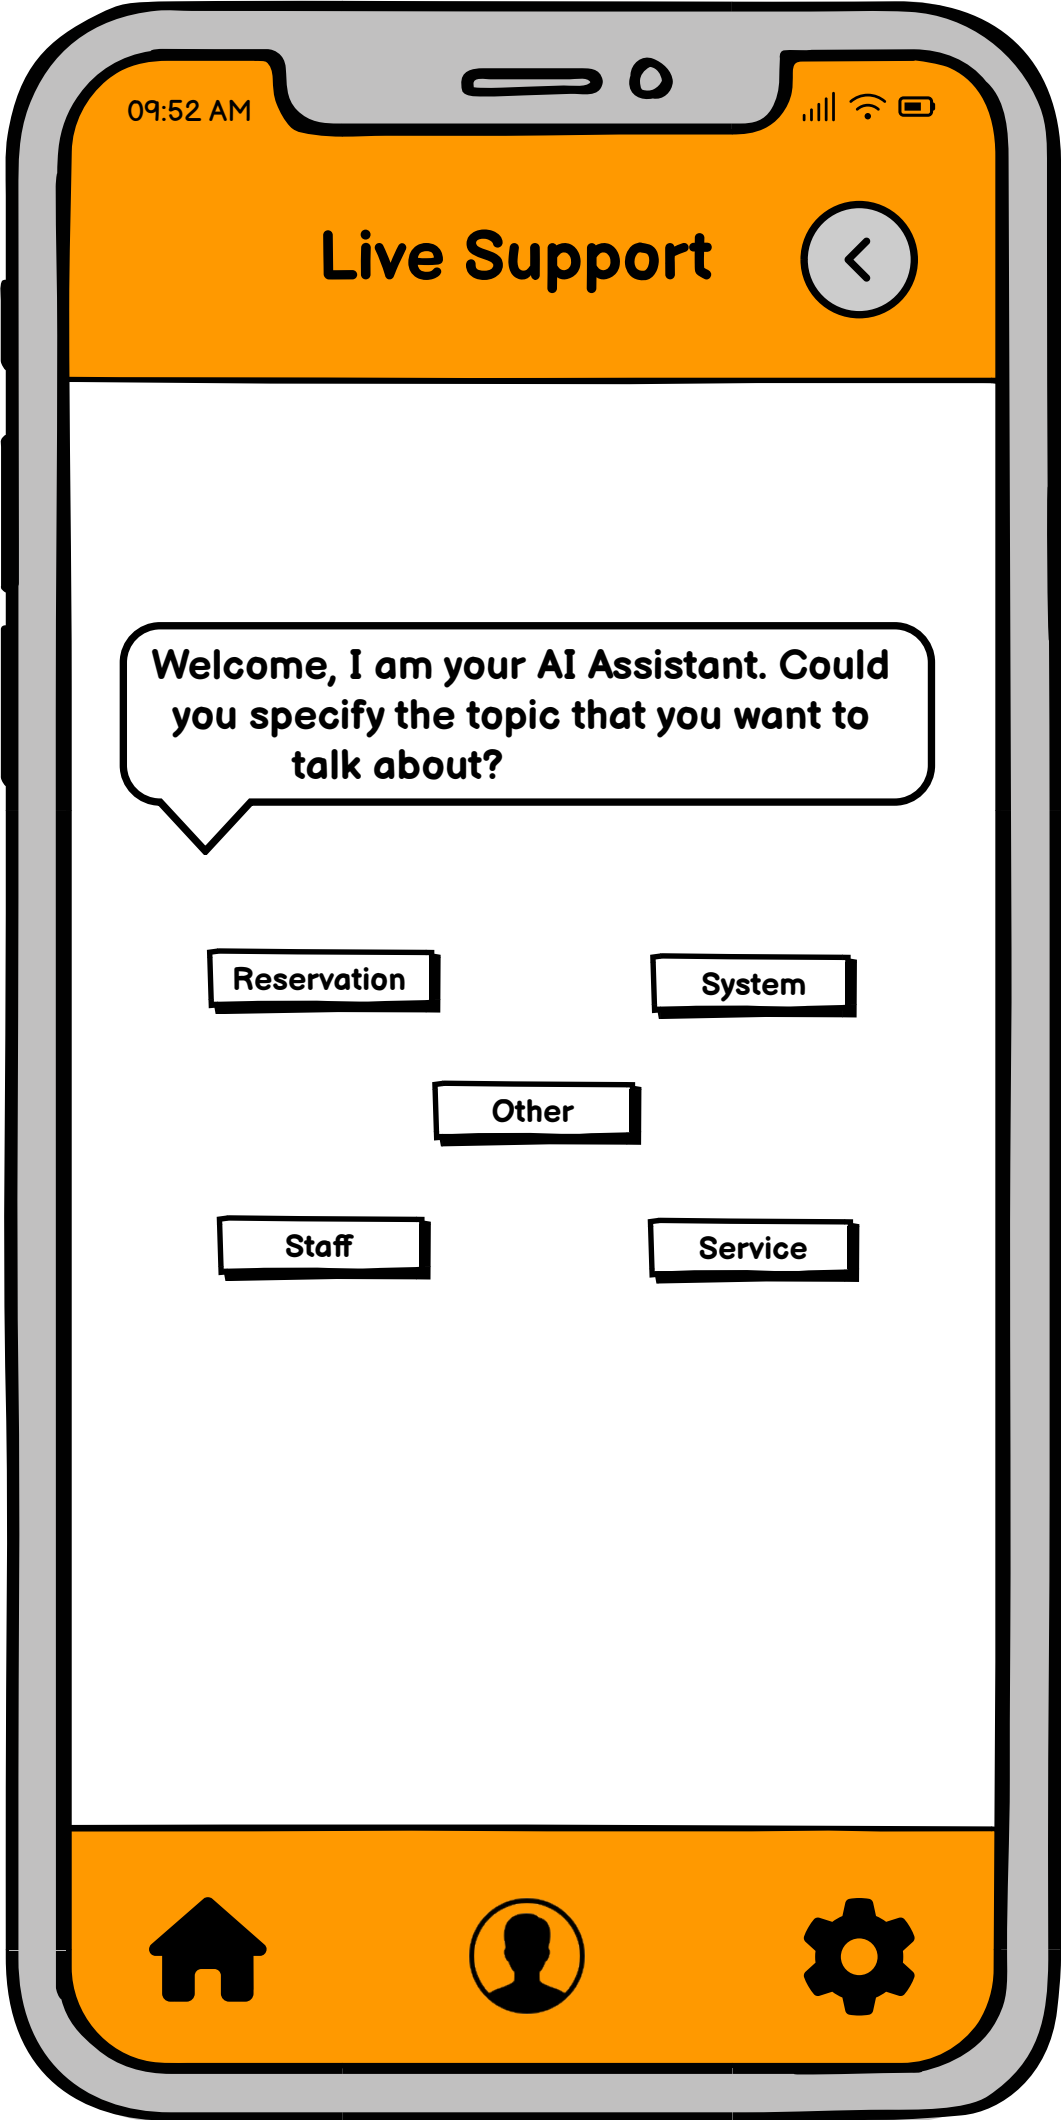 09:52 AM
Live Support
Welcome, I am your AI Assistant. Could
you specify the topic that you want to
talk about?
Reservation
System
Other
Staff
Service